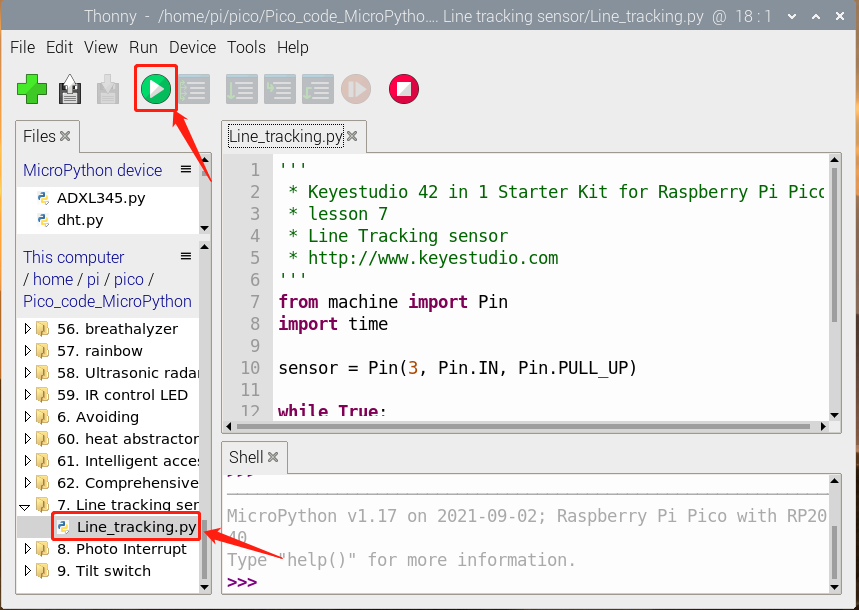 Thonny - /home/pi/pico/Pico_code_MicroPytho.... Line tracking sensor/Line_tracking.py @ 18 : 1
File Edit View Run Device Tools Help
Files
MicroPython device
ADXL345.py
dht.py
This computer
/ home / pi / pico /
Pico_code_MicroPython
56. breathalyzer
57. rainbow
58. Ultrasonic radar
59. IR control LED
6. Avoiding
60. heat abstractor
61. Intelligent acce
62. Comprehensive
7. Line tracking ser
Line_tracking.py
8. Photo Interrupt
9. Tilt switch
Line_tracking.py
1 '''
2 * Keyestudio 42 in 1 Starter Kit for Raspberry Pi Pico
3 * lesson 7
4 * Line Tracking sensor
5 * http://www.keyestudio.com
6 '''
7 from machine import Pin
8 import time
9
10 sensor = Pin(3, Pin.IN, Pin.PULL_UP)
11
12 while True:
Shell
>>>
MicroPython v1.17 on 2021-09-02; Raspberry Pi Pico with RP20
40
Type "help()" for more information.
>>>